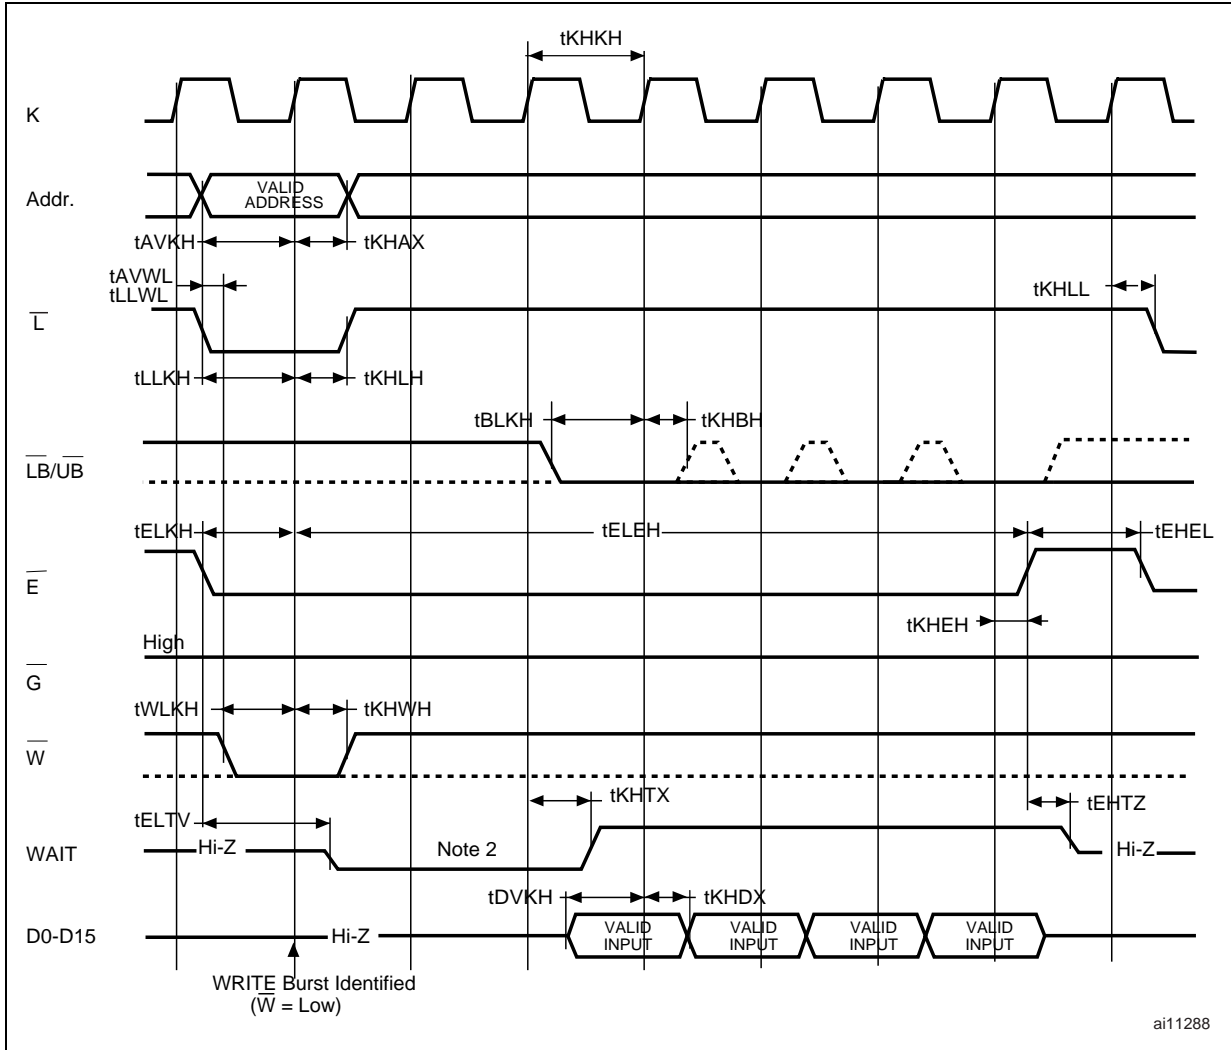 tKHKH
K
Addr.
VALID
ADDRESS
tAVKH
tKHAX
tAVWL
tLLWL
tKHLL
L
tLLKH
tKHLH
tBLKH
tKHBH
LB/UB
tELKH
tELEH
tEHEL
E
tKHEH
High
G
tWLKH
tKHWH
W
tKHTX
tEHTZ
tELTV
WAIT
Hi-Z
Note 2
Hi-Z
tDVKH
tKHDX
D0-D15
Hi-Z
VALID
INPUT
VALID
INPUT
VALID
INPUT
VALID
INPUT
WRITE Burst Identified
(W = Low)
ai11288